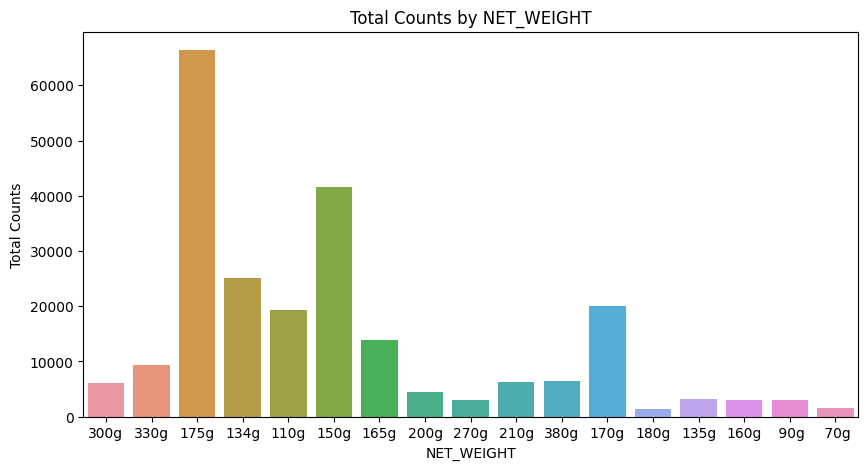 Total Counts by NET_WEIGHT
Total Counts
60000
50000
40000
30000
20000
10000
0
300g 330g 175g 134g 110g 150g 165g 200g 270g 210g 380g 170g 180g 135g 160g 90g 70g
NET_WEIGHT